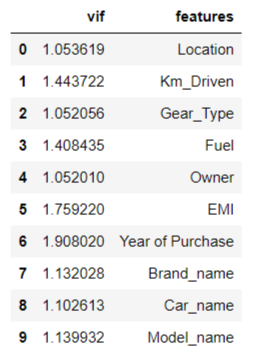 vif features
0 1.053619 Location
1 1.443722 Km_Driven
2 1.052056 Gear_Type
3 1.408435 Fuel
4 1.052010 Owner
5 1.759220 EMI
6 1.908020 Year of Purchase
7 1.132028 Brand_name
8 1.102613 Car_name
9 1.139932 Model_name